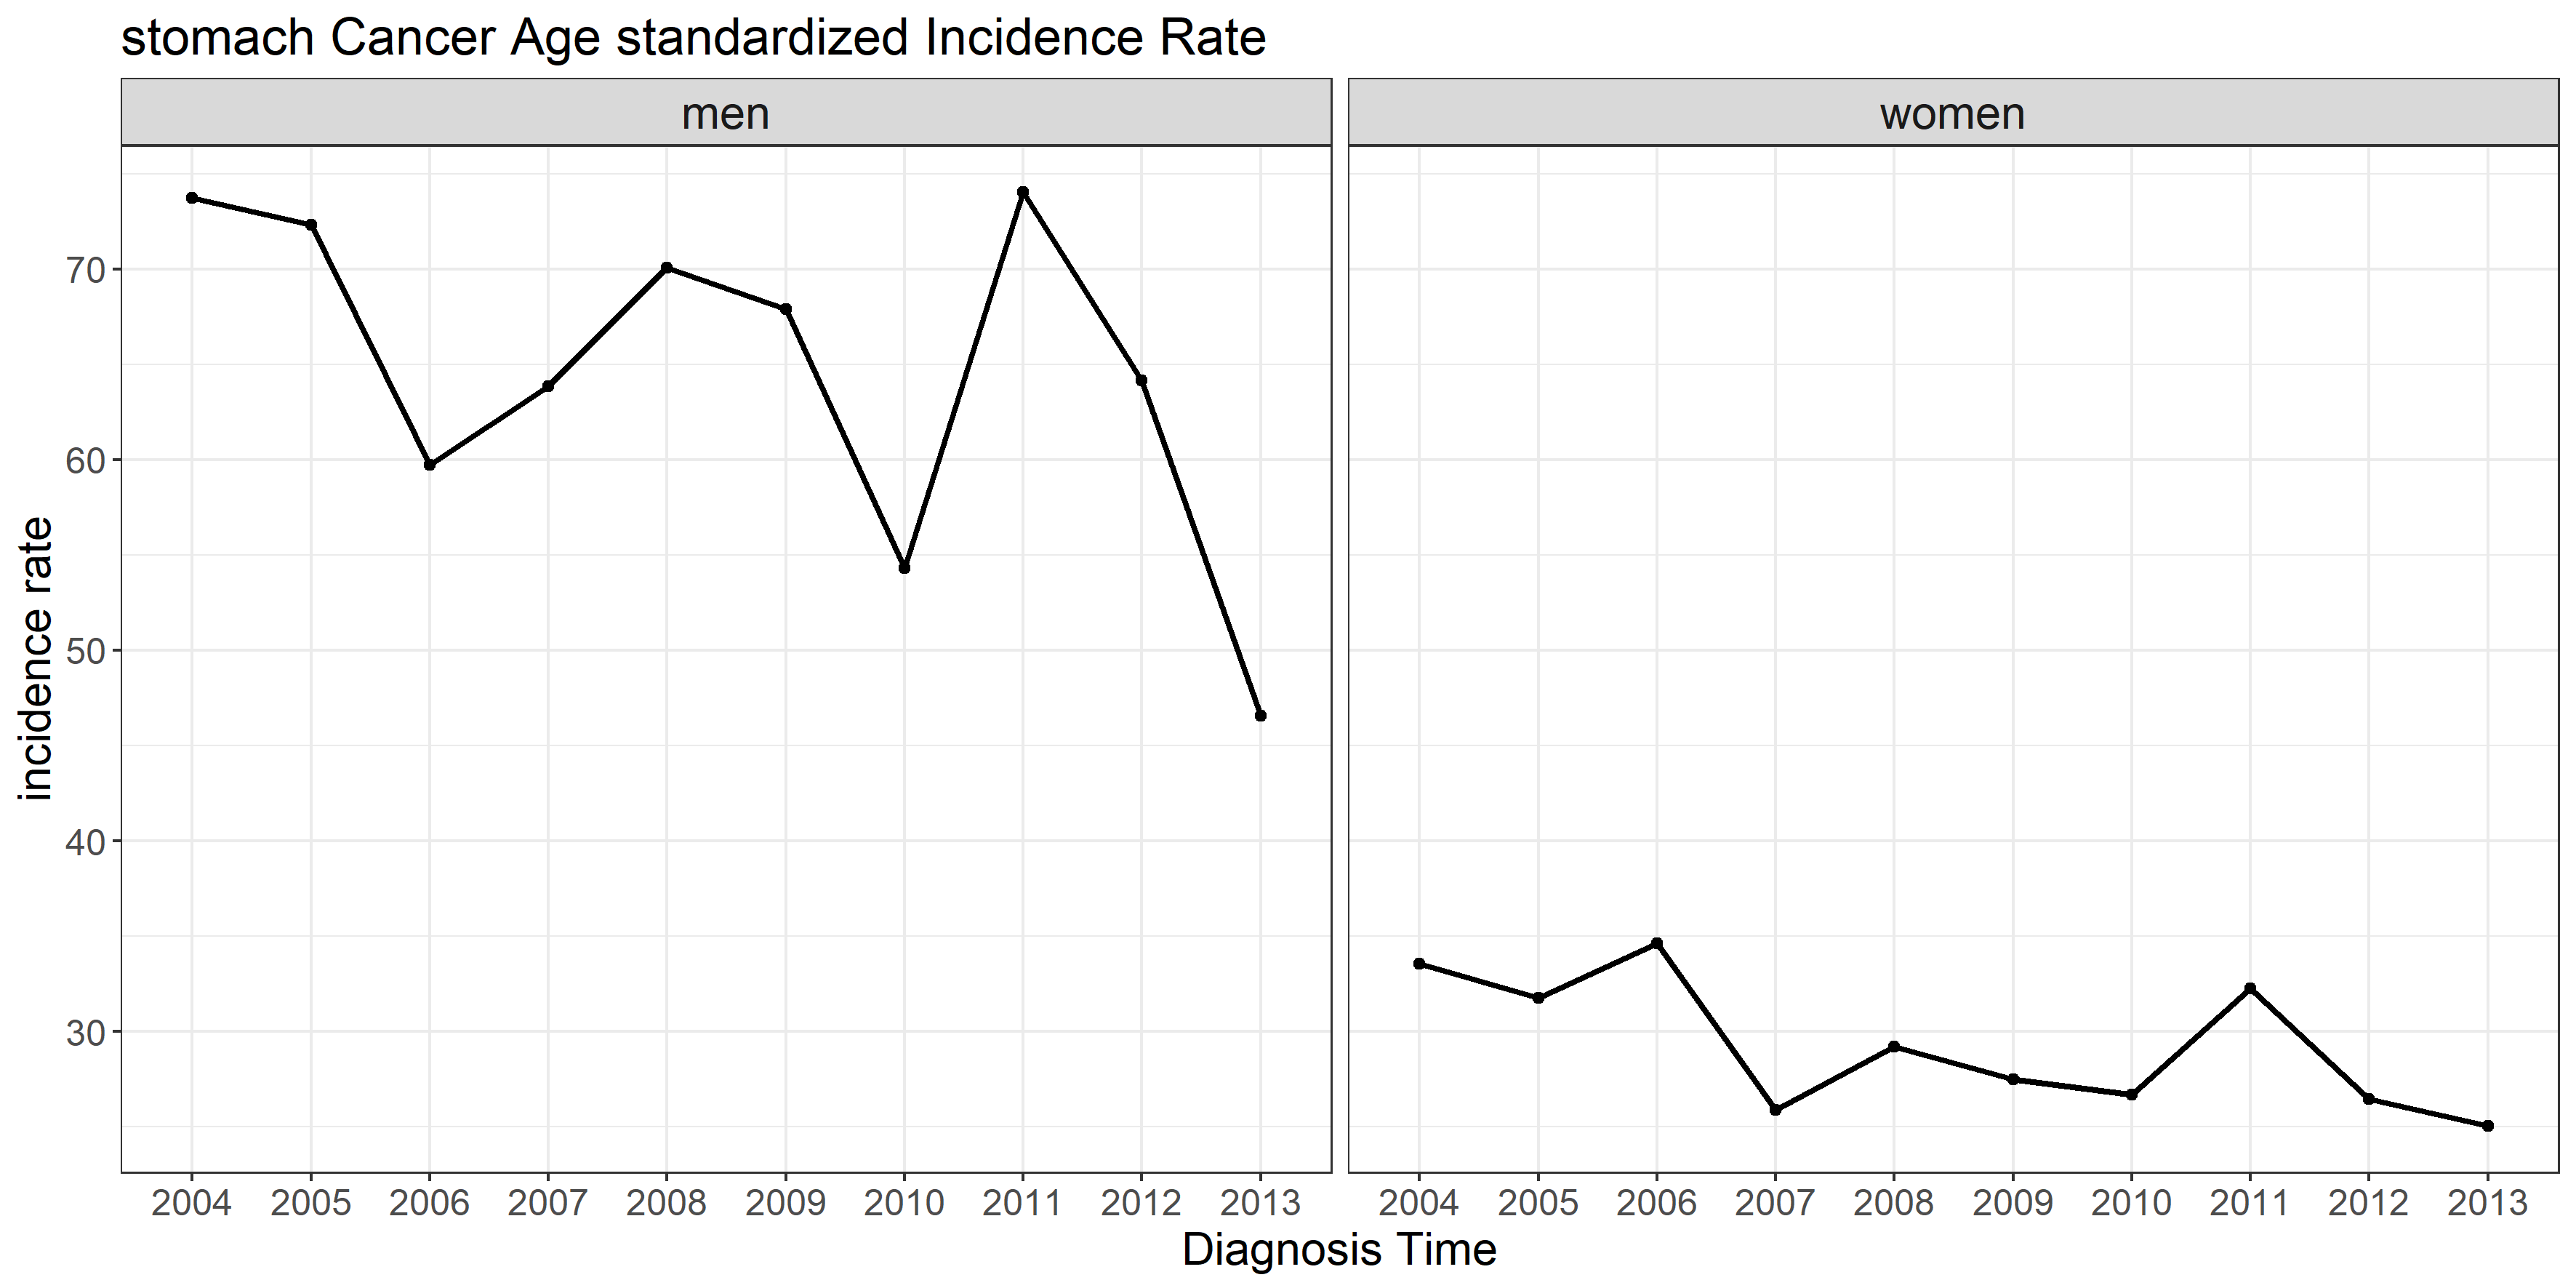 stomach Cancer Age standardized Incidence Rate
men
women
70
60
50
40
30
incidence rate
2004 2005 2006 2007 2008 2009 2010 2011 2012 2013
2004 2005 2006 2007 2008 2009 2010 2011 2012 2013
Diagnosis Time